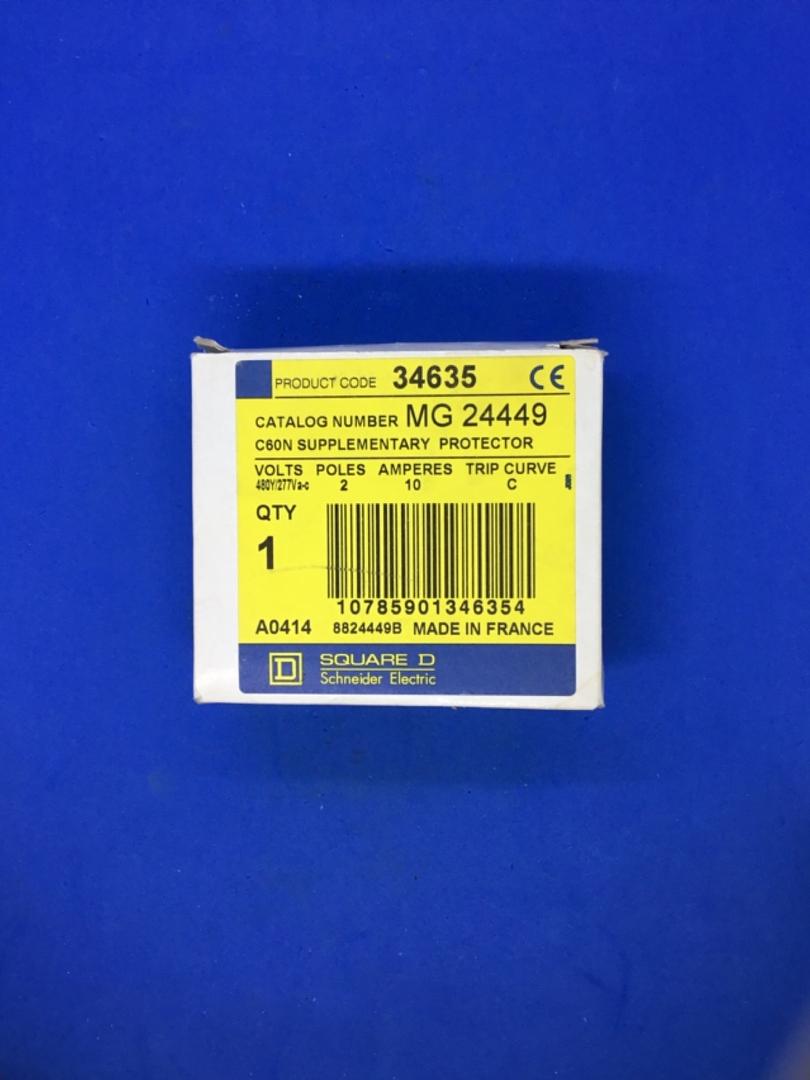 PRODUCT CODE 34635 CE
CATALOG NUMBER MG 24449
C60N SUPPLEMENTARY PROTECTOR
VOLTS POLES AMPERES TRIP CURVE
480Y/277Va-c 2 10 C
QTY
1
10785901346354
A0414 8824449B MADE IN FRANCE
D SQUARE D
Schneider Electric